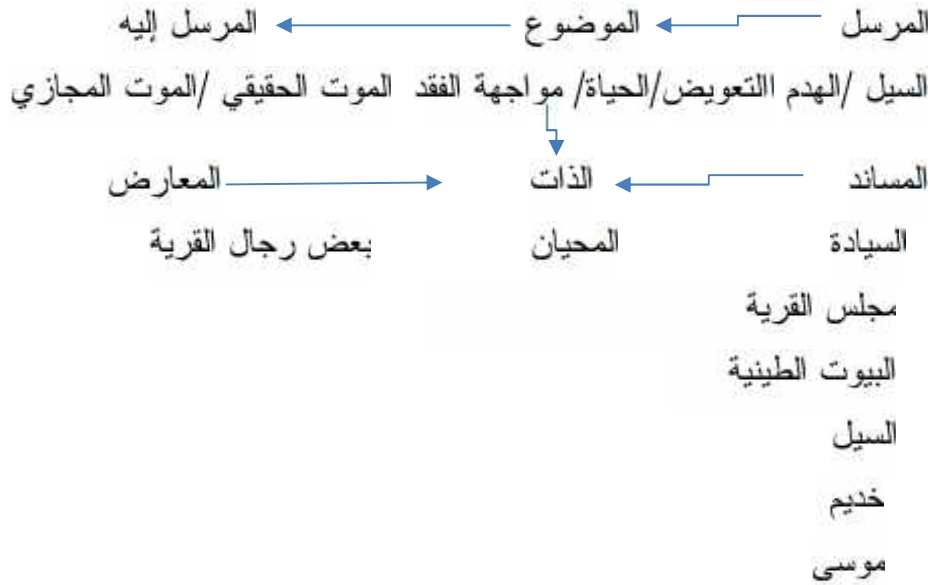 المرسل الموضوع المرسل إليه
السيل /الهدم االتعويض/الحياة/ مواجهة الفقد الموت الحقيقي /الموت المجازي
المساند الذات المعارض
السيادة المحيان بعض رجال القرية
مجلس القرية
البيوت الطينية
السيل
خديم
موسى